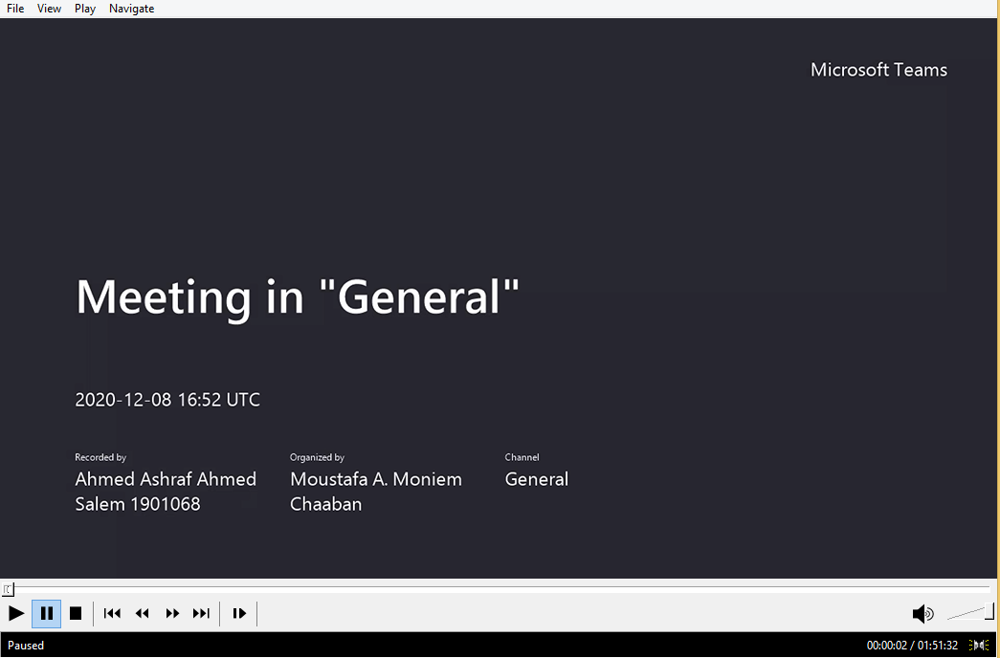 File View Play Navigate
Microsoft Teams
Meeting in "General"
2020-12-08 16:52 UTC
Recorded by
Ahmed Ashraf Ahmed
Salem 1901068
Organized by
Moustafa A. Moniem
Chaaban
Channel
General
Paused
00:00:02 / 01:51:32